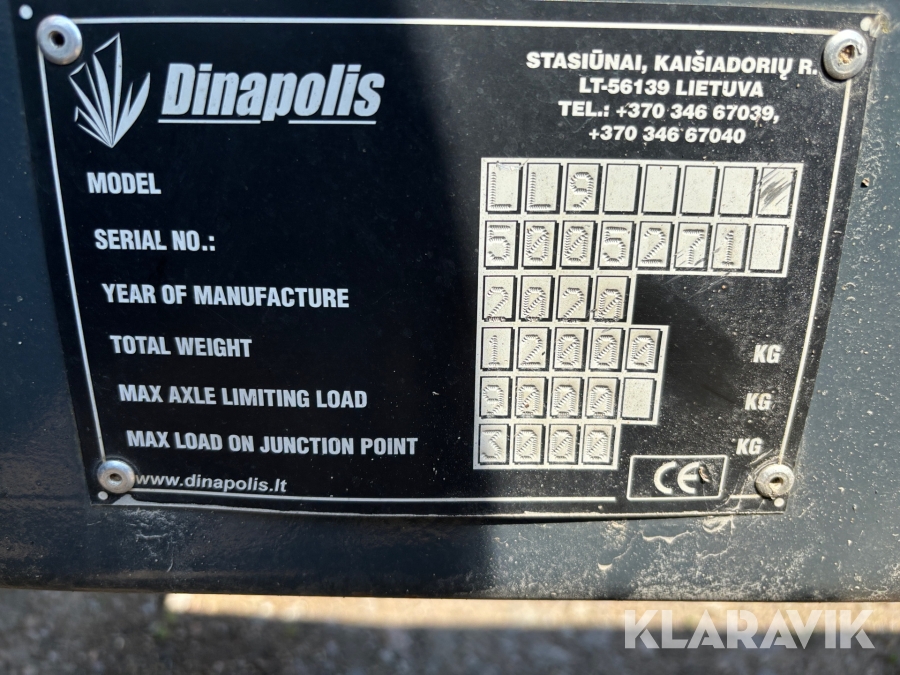 Dinapolis
STASIŪNAI, KAIŠIADORIŲ R.
LT-56139 LIETUVA
TEL.: +370 346 67039,
+370 346 67040
MODEL LL9
SERIAL NO.: 5005271
YEAR OF MANUFACTURE 2020
TOTAL WEIGHT 12000 KG
MAX AXLE LIMITING LOAD 9000 KG
MAX LOAD ON JUNCTION POINT 3000 KG
www.dinapolis.lt
CE
KLARAVIK